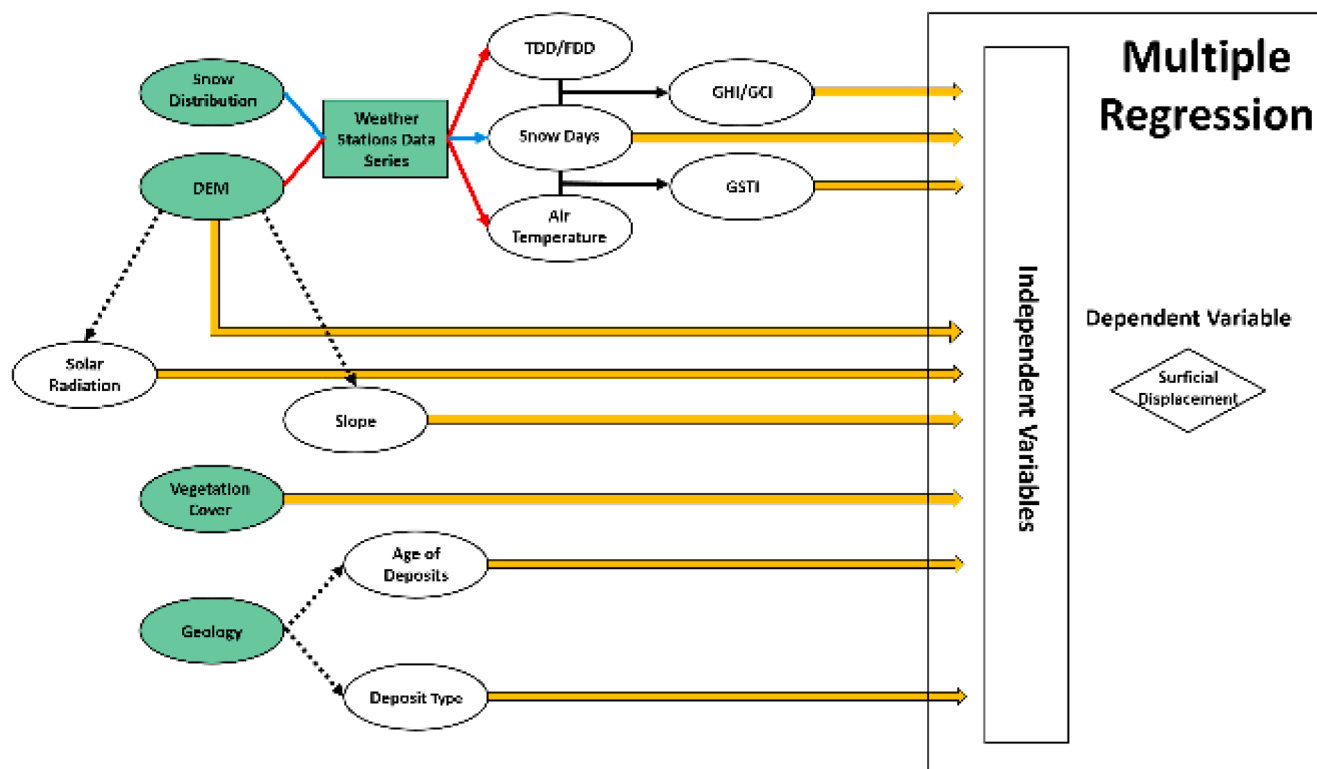 TDD/FDD
Snow
Distribution
Weather
Stations Data
Series
GHI/GCI
Snow Days
DEM
GSTI
Air
Temperature
Multiple
Regression
Independent Variables
Dependent Variable
Surficial
Displacement
Solar
Radiation
Slope
Vegetation
Cover
Age of
Deposits
Geology
Deposit Type